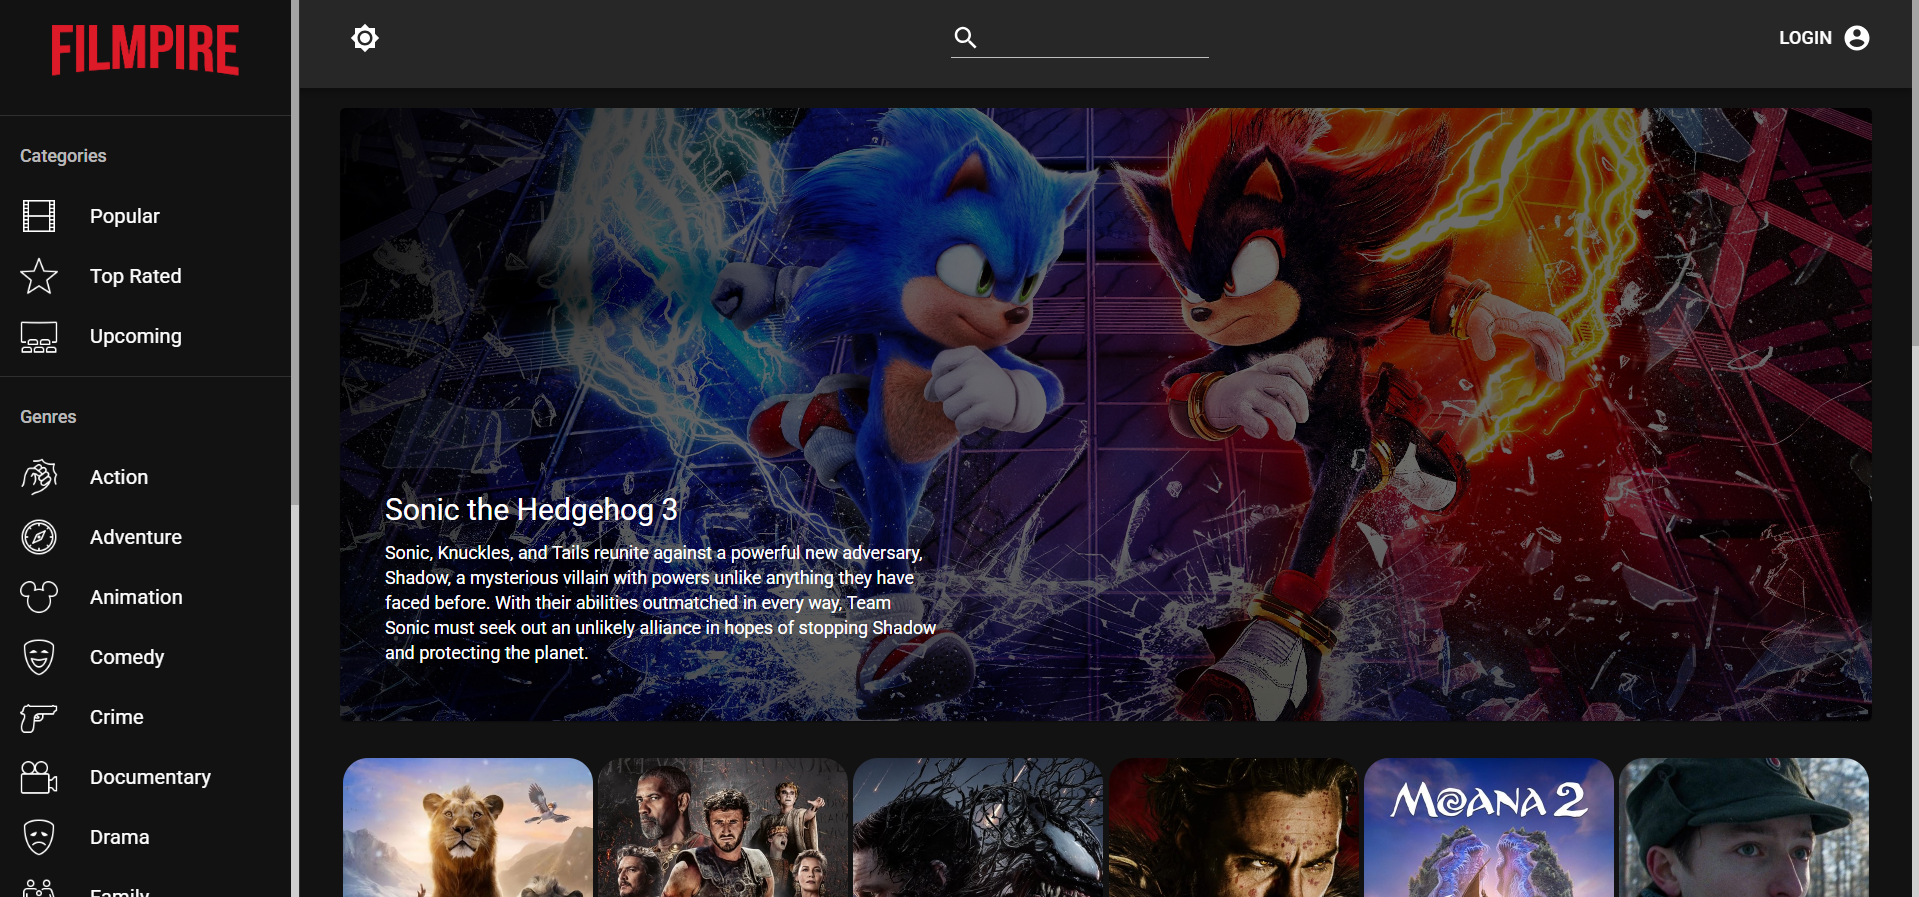 FILMPIRE
LOGIN
Categories
Popular
Top Rated
Upcoming
Genres
Action
Adventure
Animation
Comedy
Crime
Documentary
Drama
Family
Sonic the Hedgehog 3
Sonic, Knuckles, and Tails reunite against a powerful new adversary,
Shadow, a mysterious villain with powers unlike anything they have
faced before. With their abilities outmatched in every way, Team
Sonic must seek out an unlikely alliance in hopes of stopping Shadow
and protecting the planet.
MOANA 2